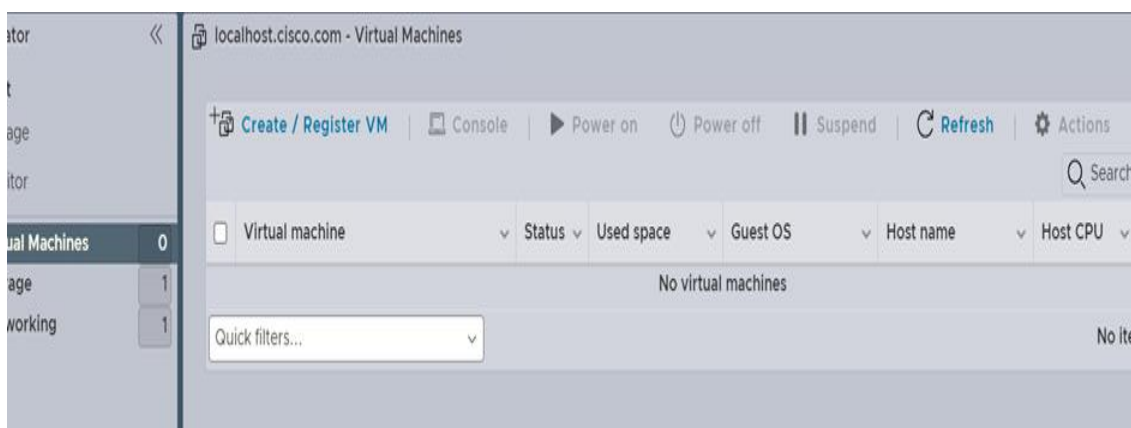 ator
localhost.cisco.com - Virtual Machines
t
age
itor
Create / Register VM
Console
Power on
Power off
Suspend
Refresh
Actions
Search
ual Machines 0
age 1
working 1
Virtual machine
Status
Used space
Guest OS
Host name
Host CPU
No virtual machines
Quick filters...
No ite